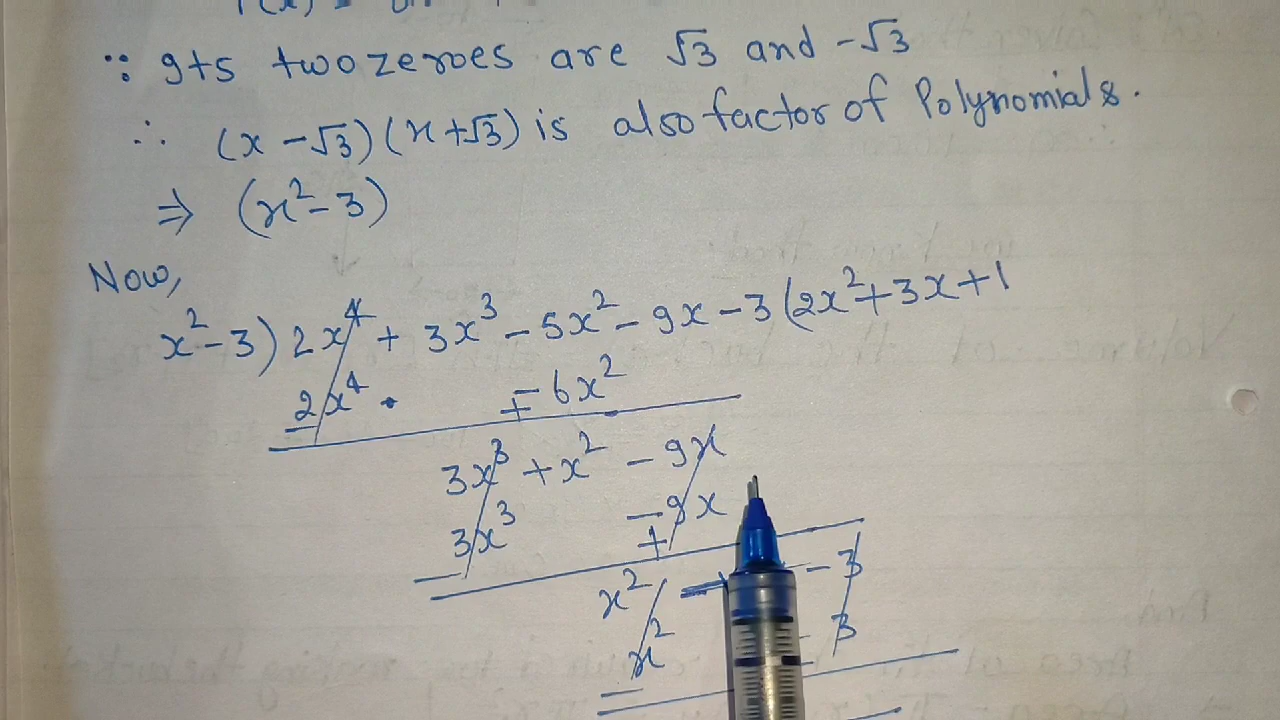 ∵ Its two zeroes are √3 and -√3
∴ (x - √3)(x + √3) is also factor of Polynomials.
⇒ (x² - 3)
Now,
x² - 3) 2x⁴ + 3x³ - 5x² - 9x - 3 (2x² + 3x + 1
2x⁴ - 6x²
- +
3x³ + x² - 9x
3x³ - 9x
- +
x² - 3
x² - 3
-